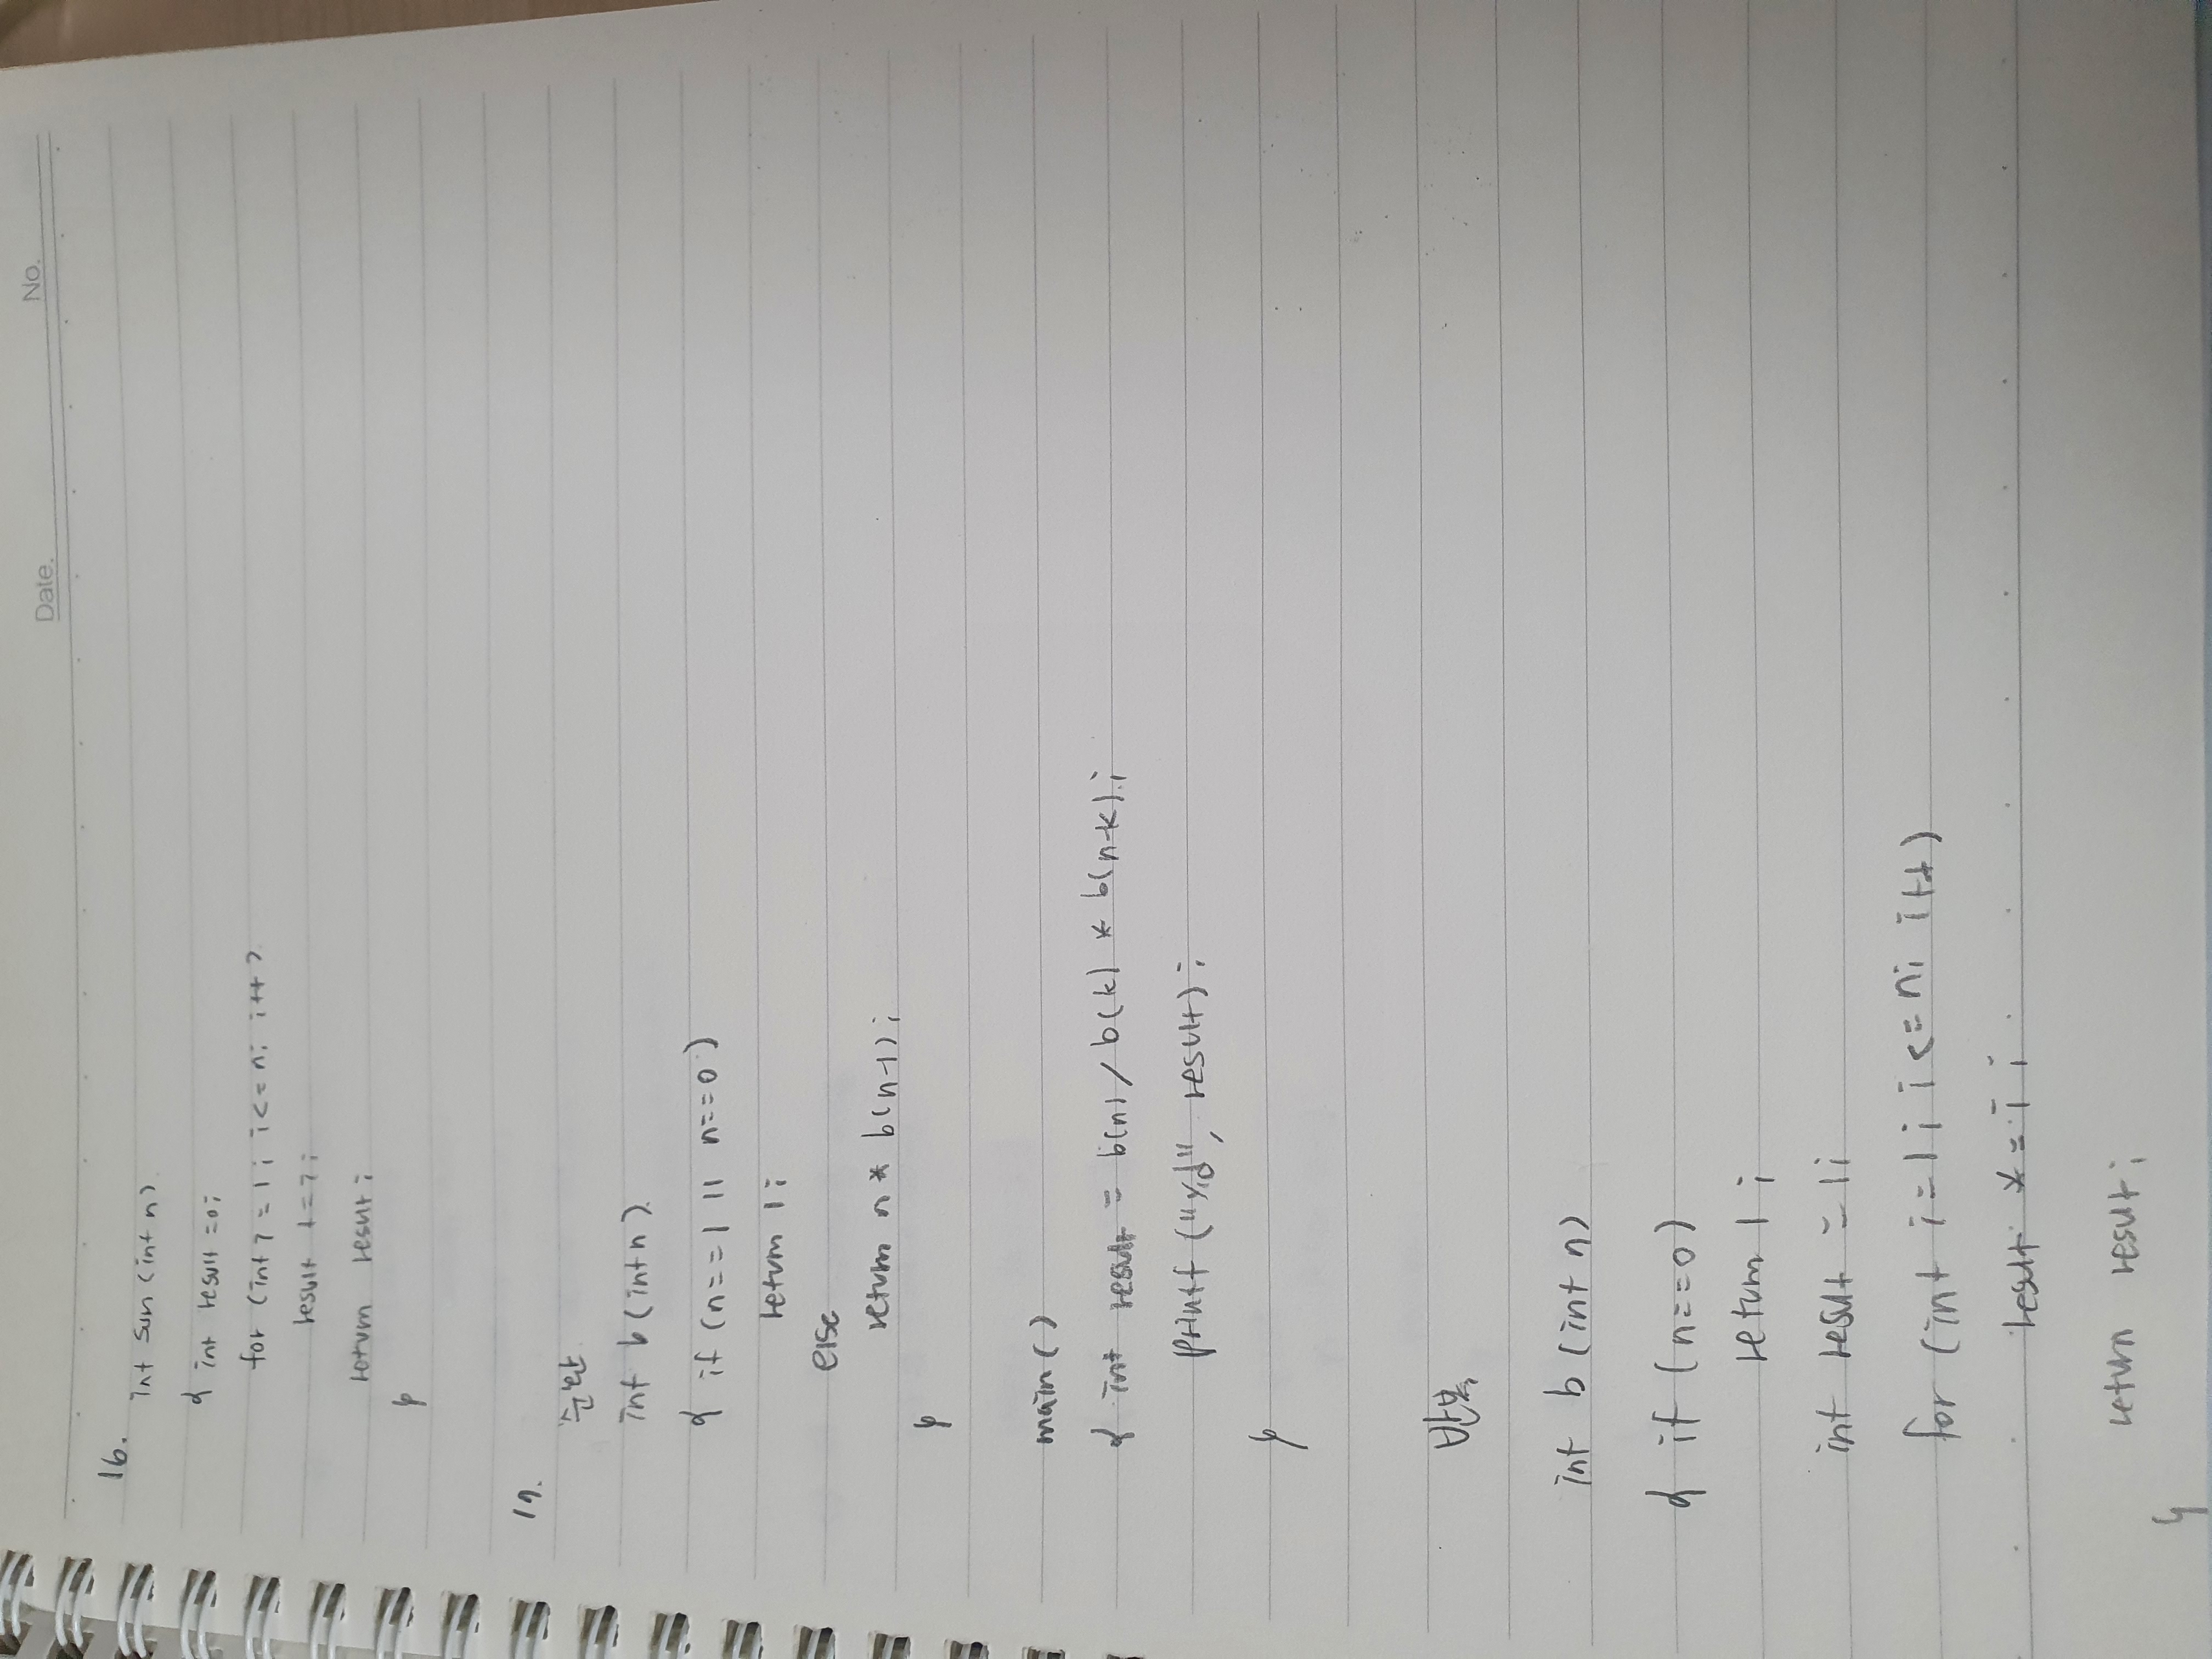 Date. No.
16.
int sum (int n)
{ int result =0;
for (int i = 1; i<= n; i++)
result += i;
return result;
}
17.
순환
int b(int n)
{ if (n==1 || n==0)
return 1;
else
return n * b(n-1);
}
main()
{ int result = b(n) / b(k) * b(n-k);
printf ("%d", result);
}
반복
int b (int n)
{ if (n==0)
return 1;
int result = 1;
for (int i=1; i<=n; i++)
result *= i;
return result;
}